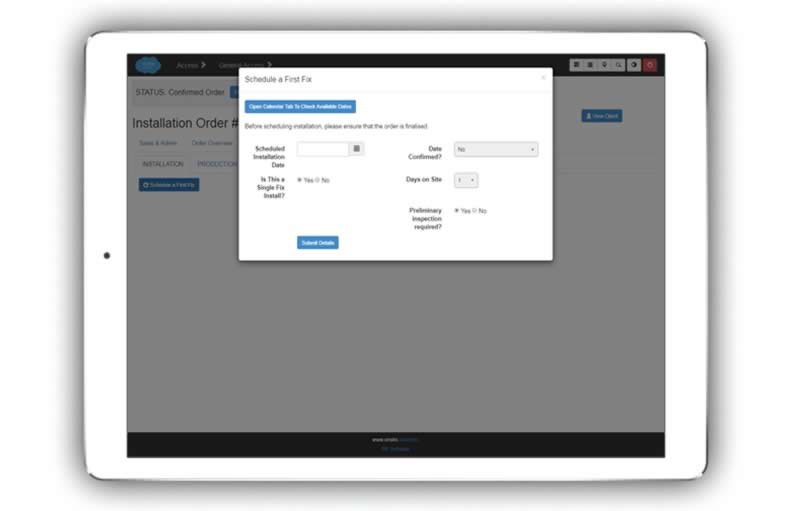 Access
General Access
STATUS: Confirmed Order
View Client
Installation Order #
Sales & Admin
Order Overview
INSTALLATION
PRODUCTION
Schedule a First Fix
Schedule a First Fix
×
Open Calendar Tab To Check Available Dates
Before scheduling installation, please ensure that the order is finalised.
Scheduled
Installation
Date
Date
Confirmed?
No
Is This a
Single Fix
Install?
Yes No
Days on Site
1
Preliminary
inspection
required?
Yes No
Submit Details